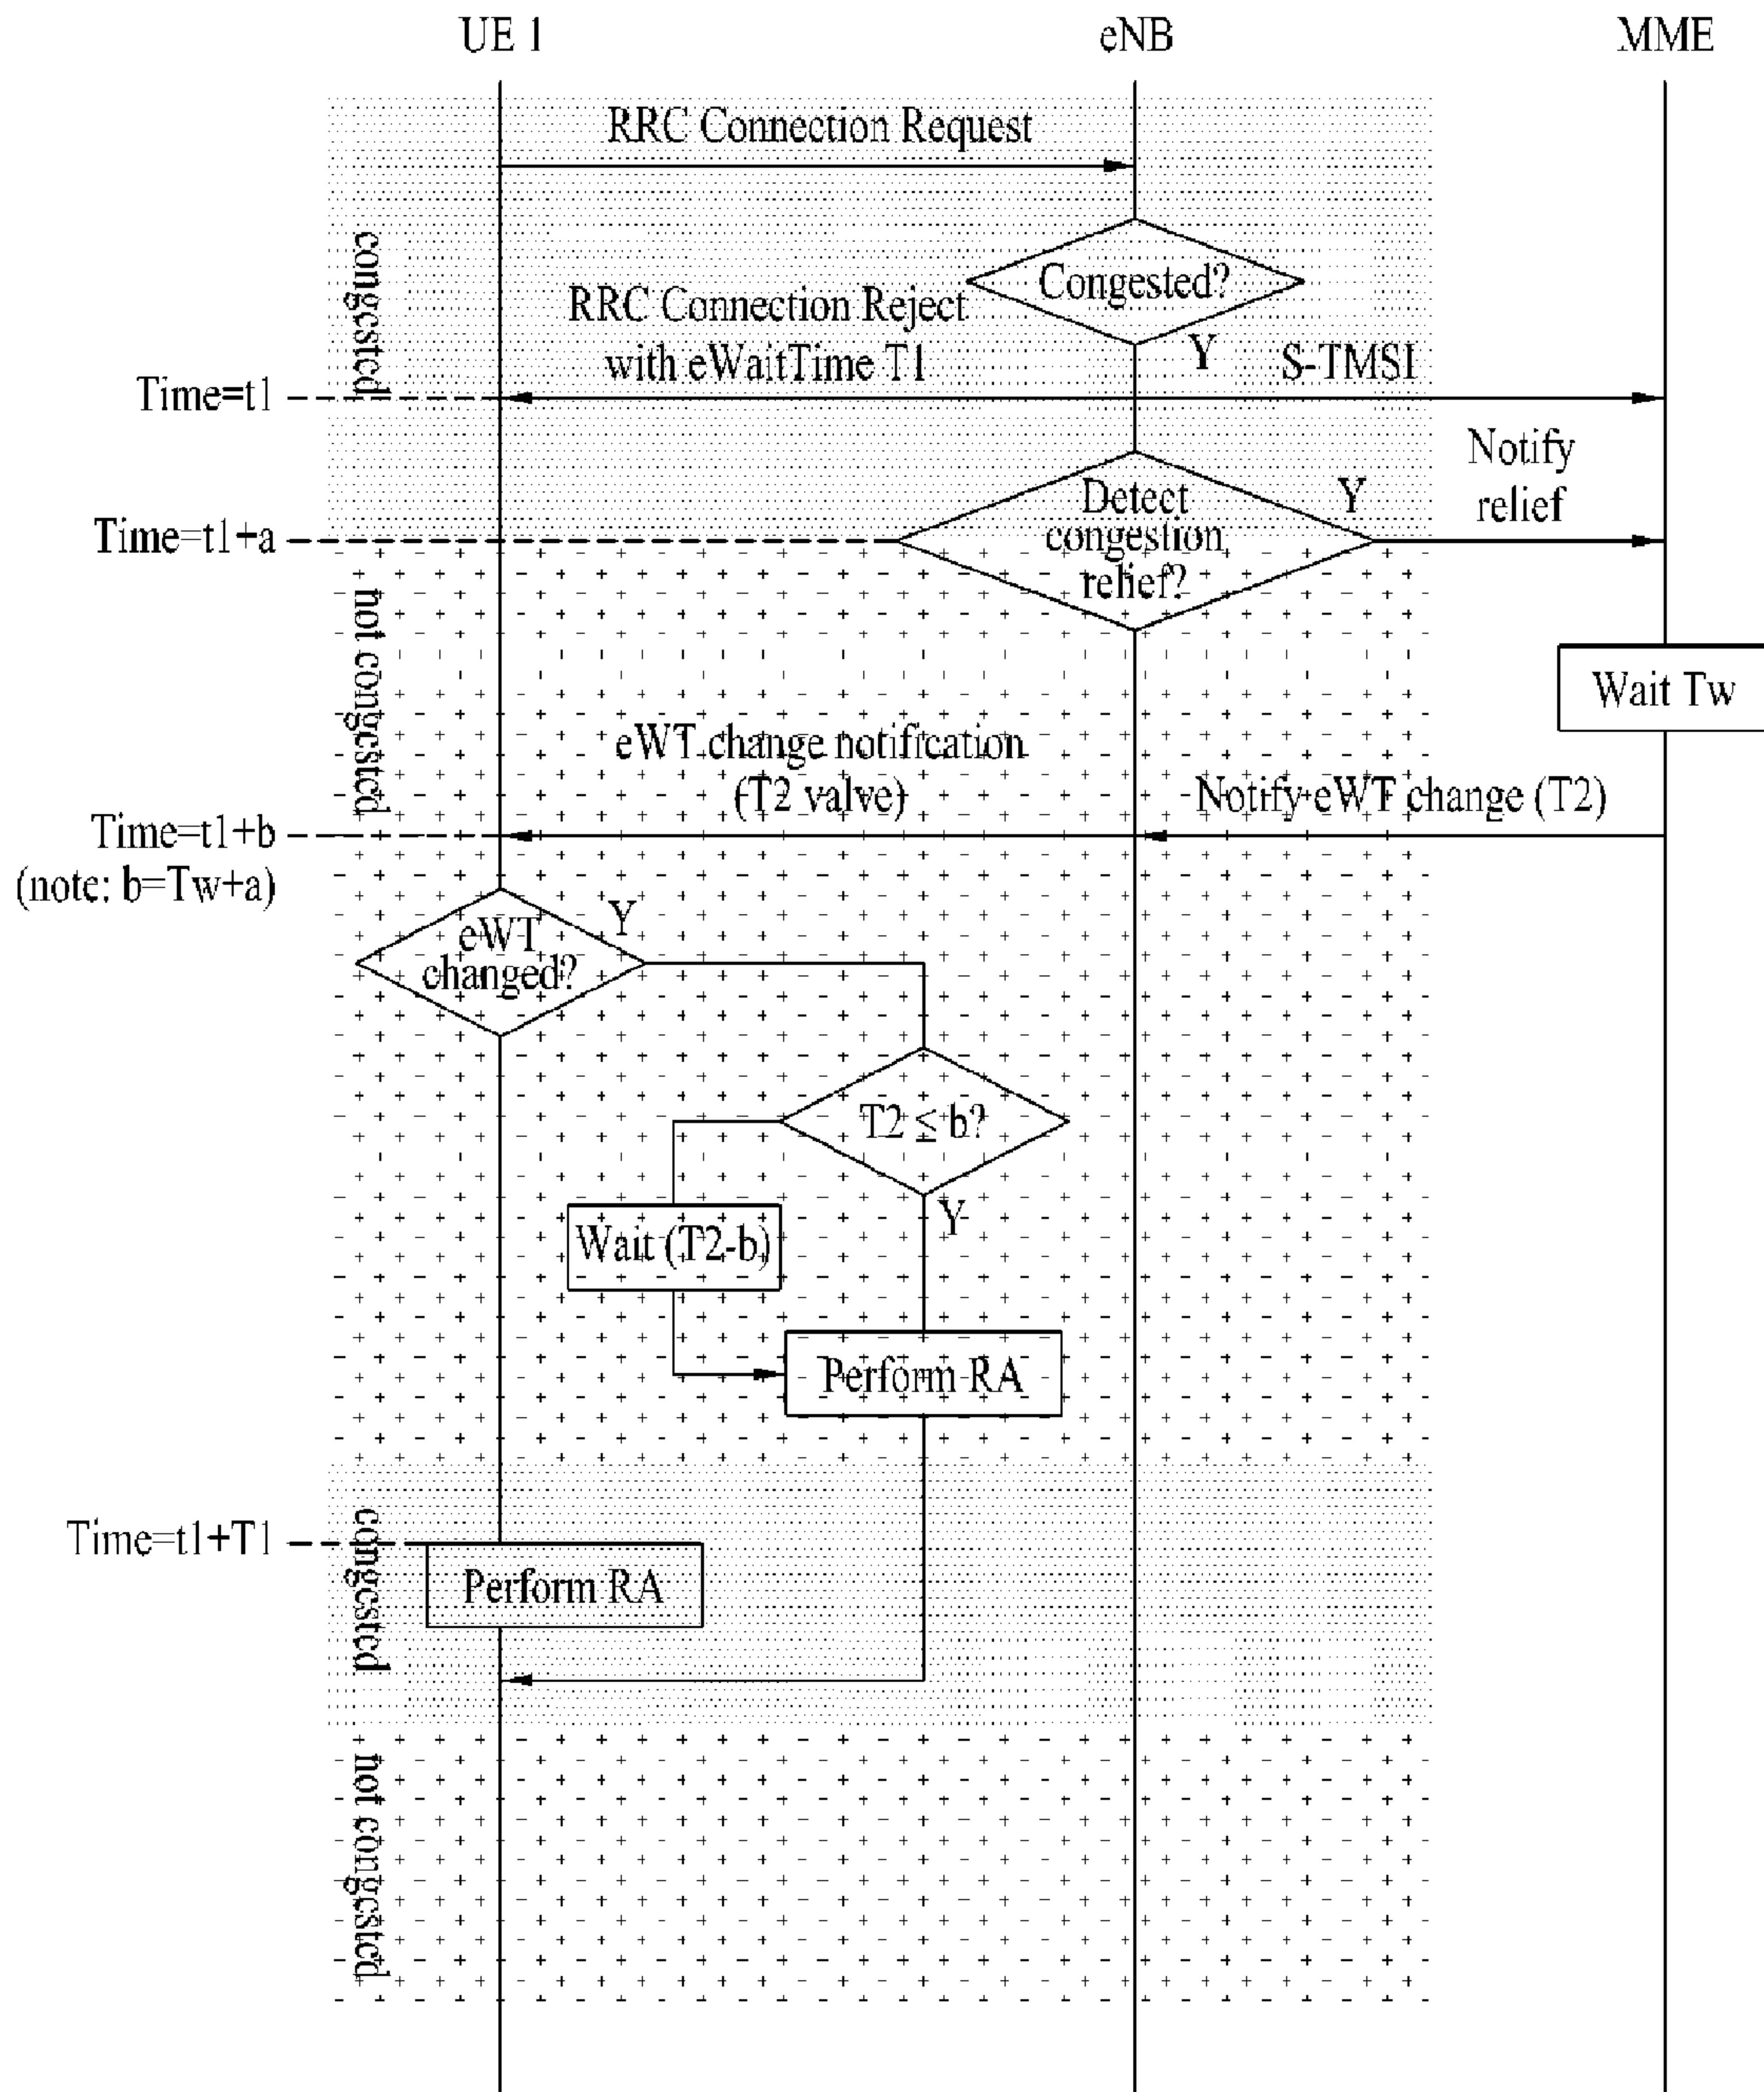 UE 1
eNB
MME
RRC Connection Request
congested
Congested?
RRC Connection Reject
with eWaitTime T1
Y
S-TMSI
Time=t1
Notify
relief
Detect
congestion
relief?
Y
Time=t1+a
not congested
Wait Tw
eWT change notification
(T2 valve)
Notify eWT change (T2)
Time=t1+b
(note: b=Tw+a)
eWT
changed?
Y
T2 ≤ b?
Y
Wait (T2-b)
Perform RA
congested
Time=t1+T1
Perform RA
not congested